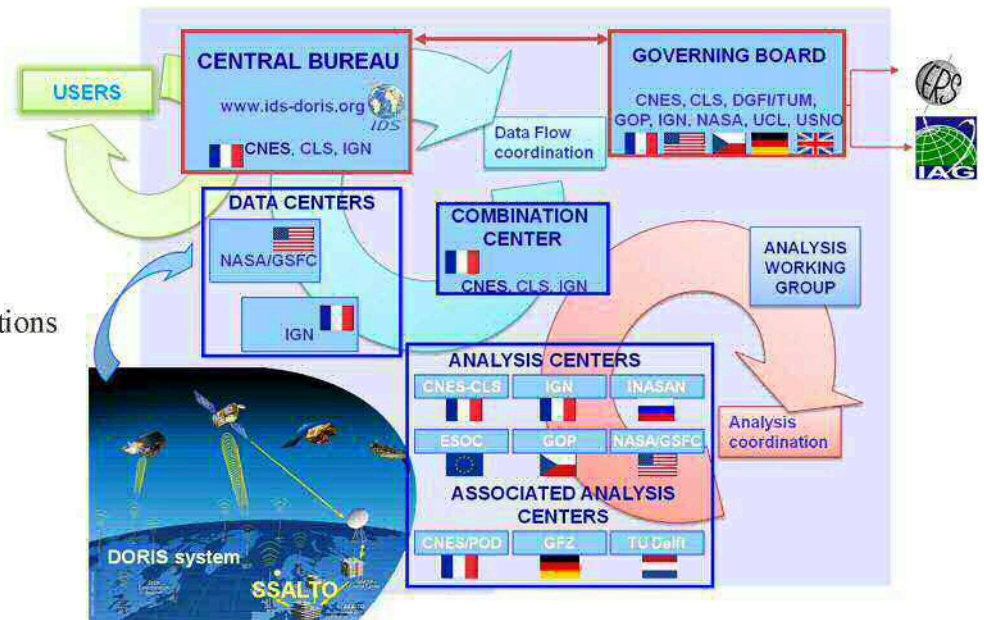 CENTRAL BUREAU
www.ids-doris.org
IDS
CNES, CLS, IGN
GOVERNING BOARD
CNES, CLS, DGFI/TUM,
GOP, IGN, NASA, UCL, USNO
USERS
Data Flow
coordination
IERS
IAG
DATA CENTERS
NASA/GSFC
IGN
COMBINATION
CENTER
CNES, CLS, IGN
ANALYSIS
WORKING
GROUP
tions
ANALYSIS CENTERS
CNES-CLS
IGN
INASAN
ESOC
GOP
NASA/GSFC
Analysis
coordination
ASSOCIATED ANALYSIS
CENTERS
CNES/POD
GFZ
TU Delft
DORIS system
SSALTO